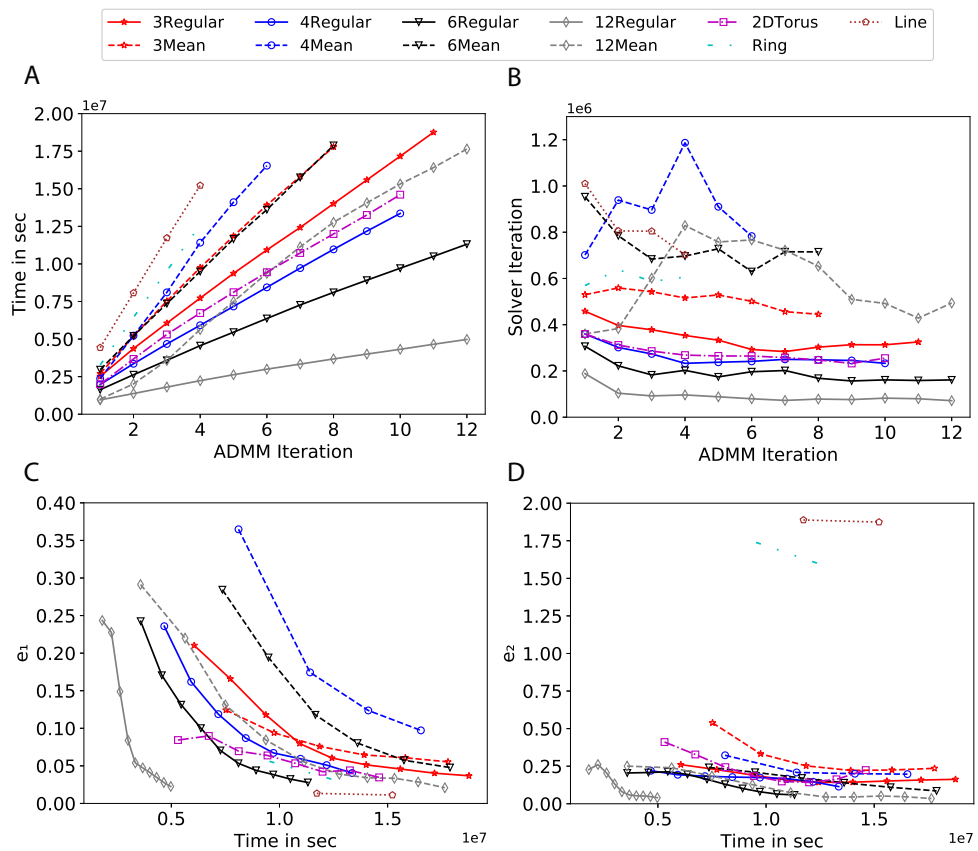 3Regular 4Regular 6Regular 12Regular 2DTorus Line
3Mean 4Mean 6Mean 12Mean Ring
A
1e7
2.00
1.75
1.50
1.25
1.00
0.75
0.50
0.25
0.00
Time in sec
2 4 6 8 10 12
ADMM Iteration
B
1e6
1.2
1.0
0.8
0.6
0.4
0.2
0.0
Solver Iteration
2 4 6 8 10 12
ADMM Iteration
C
0.40
0.35
0.30
0.25
0.20
0.15
0.10
0.05
0.00
e₁
0.5 1.0 1.5
Time in sec
1e7
D
2.00
1.75
1.50
1.25
1.00
0.75
0.50
0.25
0.00
e₂
0.5 1.0 1.5
Time in sec
1e7